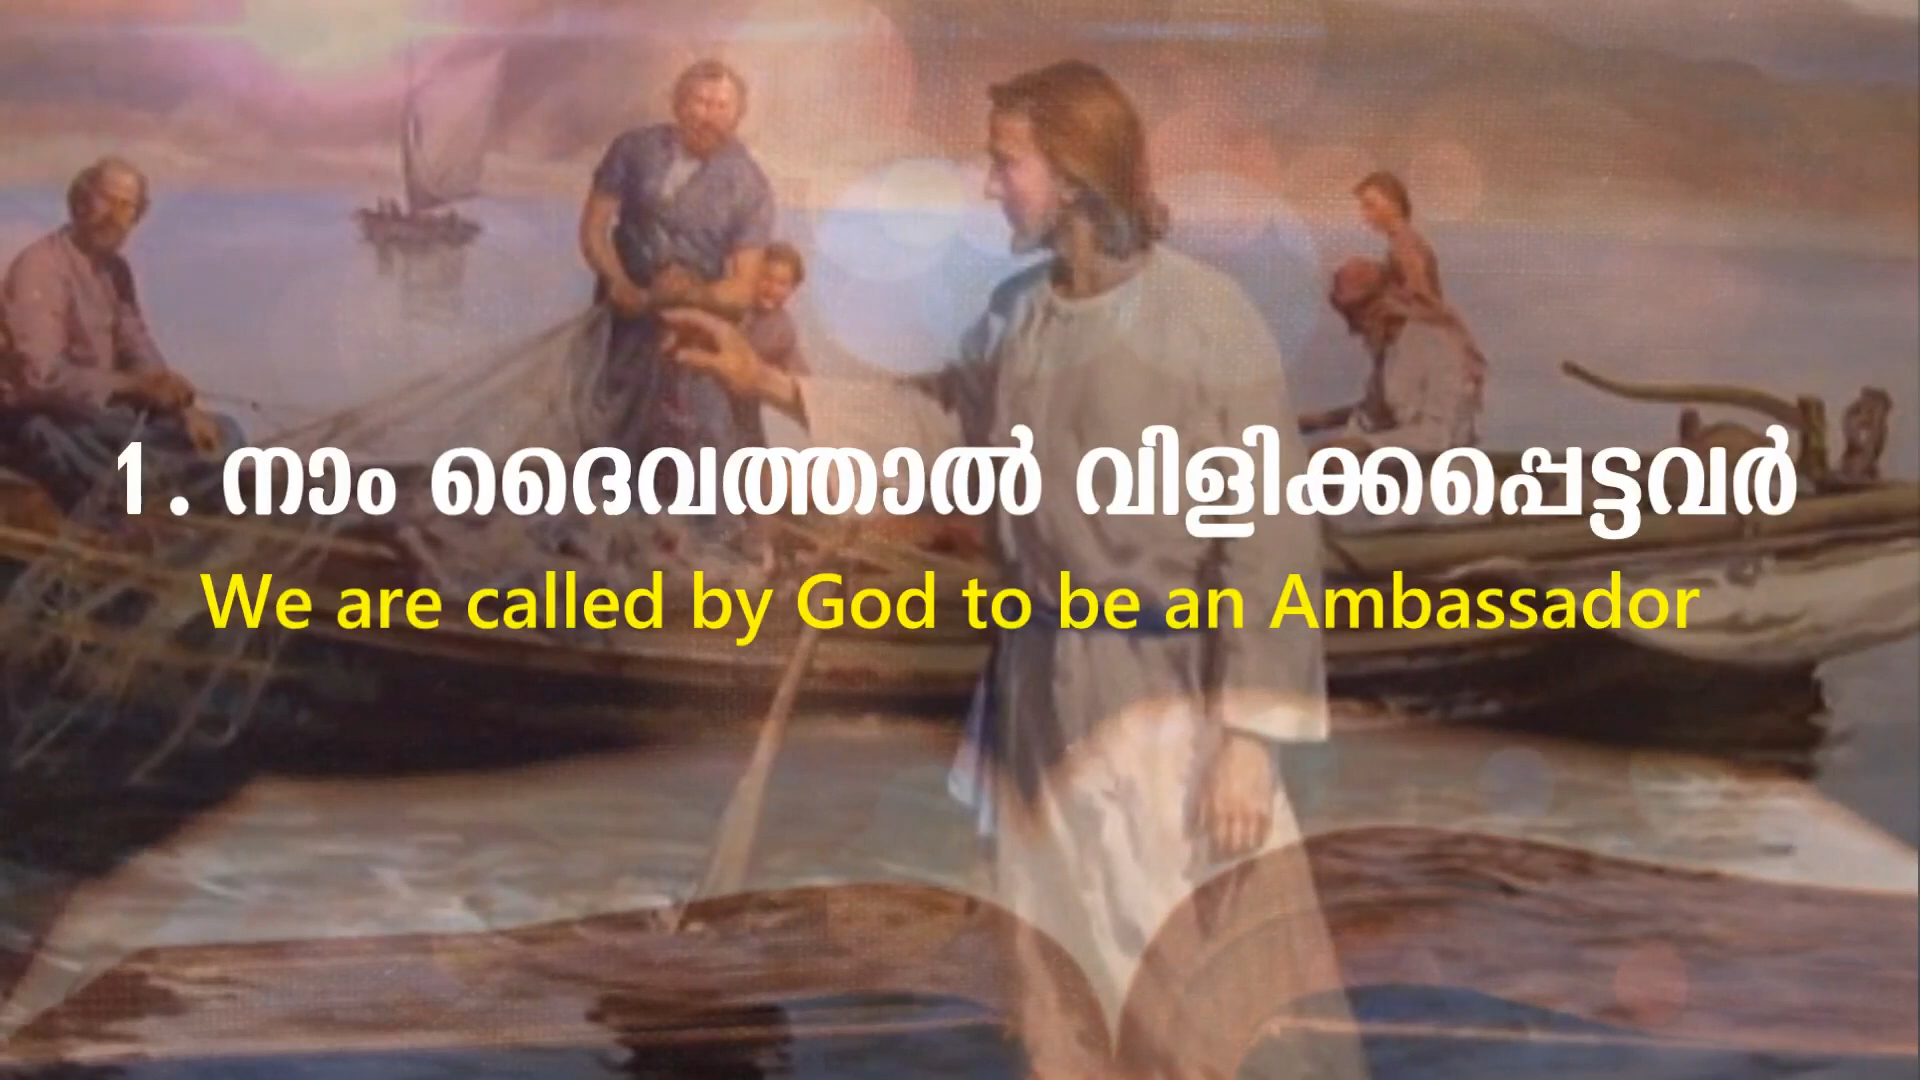 1. നാം ദൈവത്താൽ വിളിക്കപ്പെട്ടവർ
We are called by God to be an Ambassador